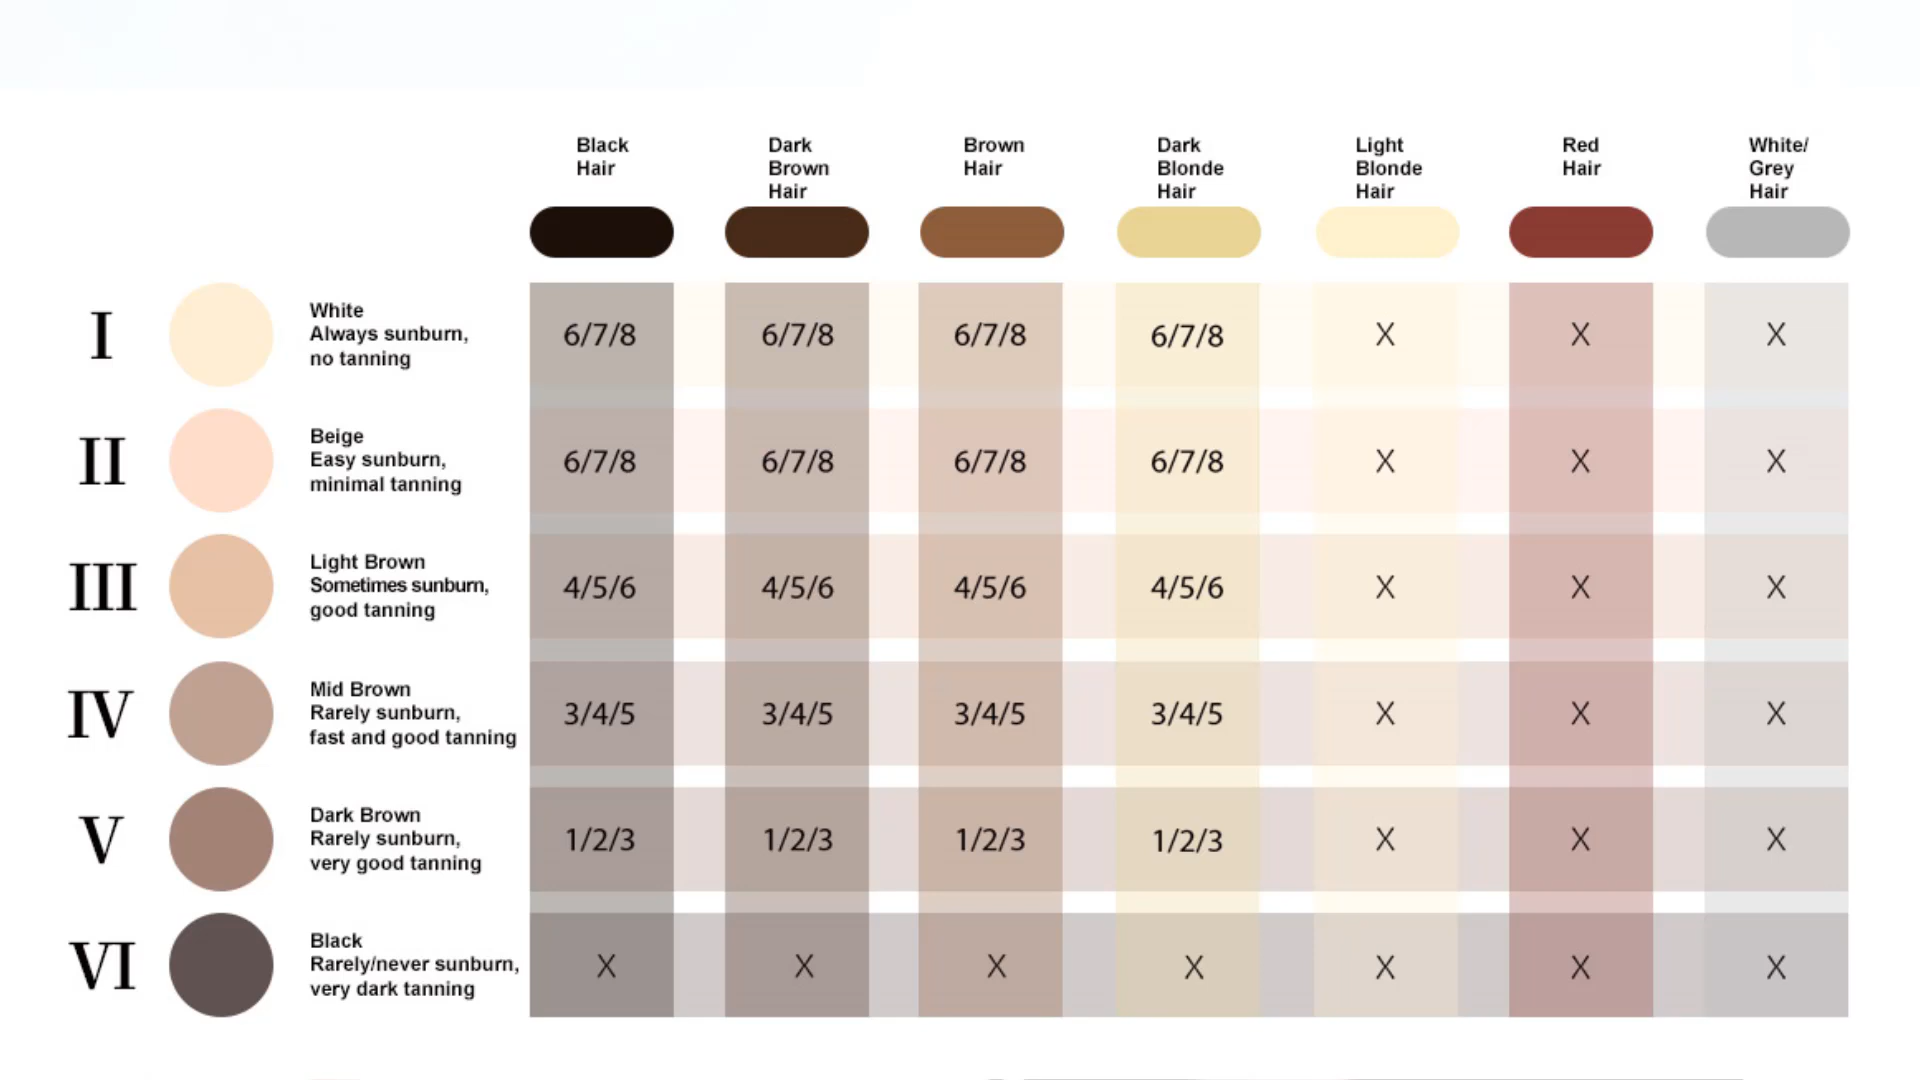 Black
Hair
Dark
Brown
Hair
Brown
Hair
Dark
Blonde
Hair
Light
Blonde
Hair
Red
Hair
White/
Grey
Hair
I
White
Always sunburn,
no tanning
6/7/8 6/7/8 6/7/8 6/7/8 X X X
II
Beige
Easy sunburn,
minimal tanning
6/7/8 6/7/8 6/7/8 6/7/8 X X X
III
Light Brown
Sometimes sunburn,
good tanning
4/5/6 4/5/6 4/5/6 4/5/6 X X X
IV
Mid Brown
Rarely sunburn,
fast and good tanning
3/4/5 3/4/5 3/4/5 3/4/5 X X X
V
Dark Brown
Rarely sunburn,
very good tanning
1/2/3 1/2/3 1/2/3 1/2/3 X X X
VI
Black
Rarely/never sunburn,
very dark tanning
X X X X X X X